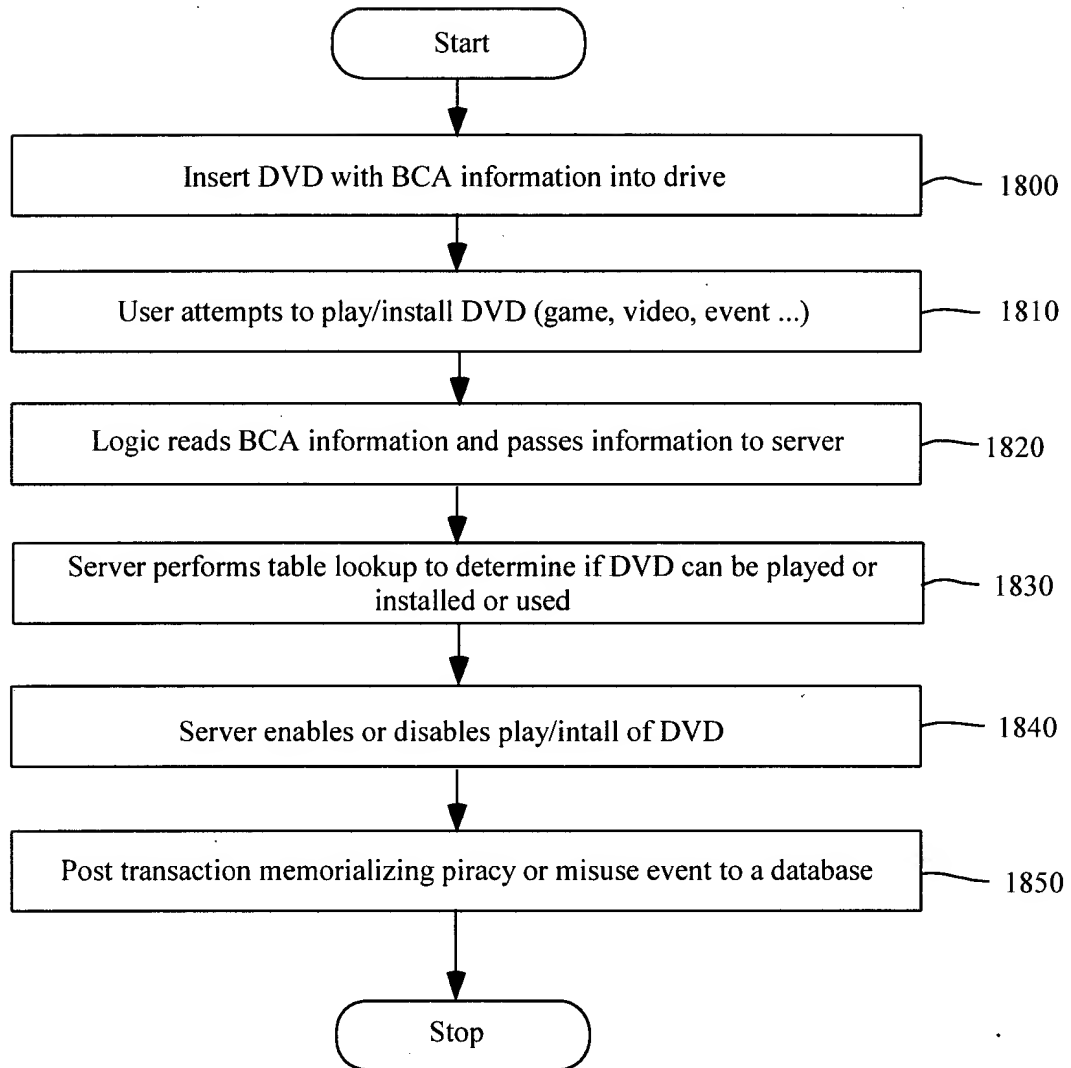 Start
Insert DVD with BCA information into drive
1800
User attempts to play/install DVD (game, video, event ...)
1810
Logic reads BCA information and passes information to server
1820
Server performs table lookup to determine if DVD can be played or
installed or used
1830
Server enables or disables play/intall of DVD
1840
Post transaction memorializing piracy or misuse event to a database
1850
Stop